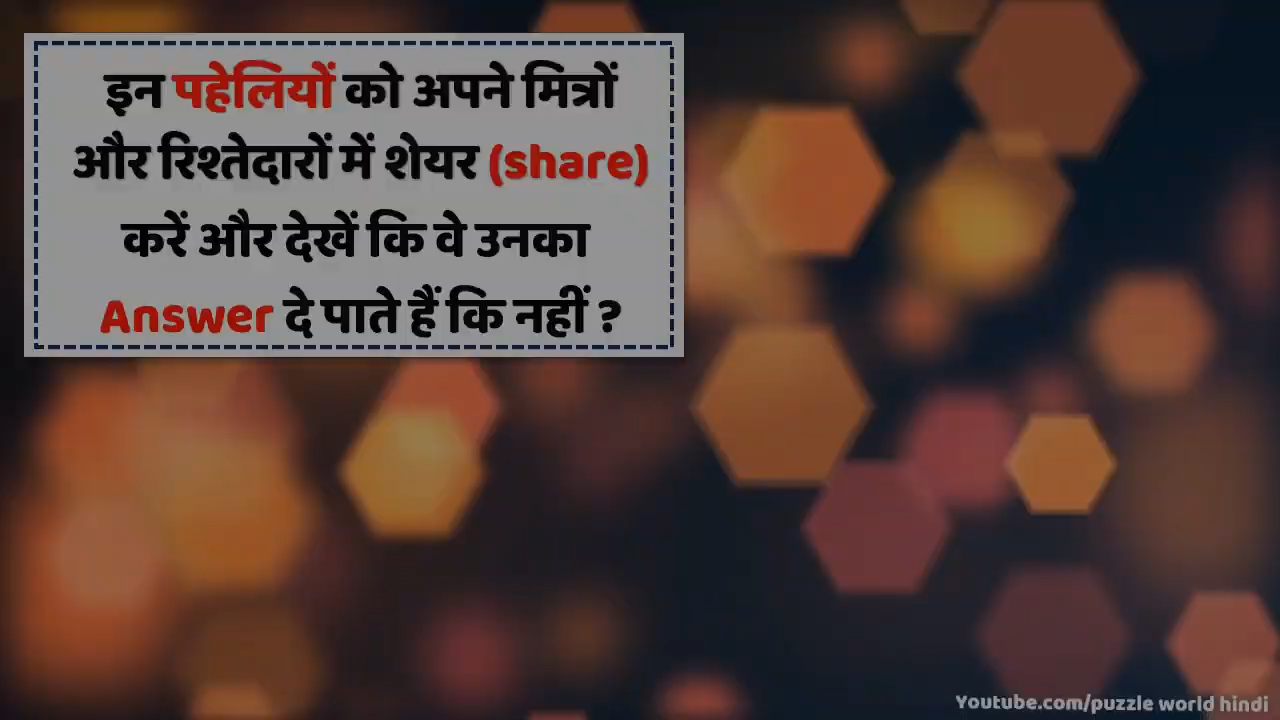 इन पहेलियों को अपने मित्रों
और रिश्तेदारों में शेयर (share)
करें और देखें कि वे उनका
Answer दे पाते हैं कि नहीं ?
Youtube.com/puzzle world hindi